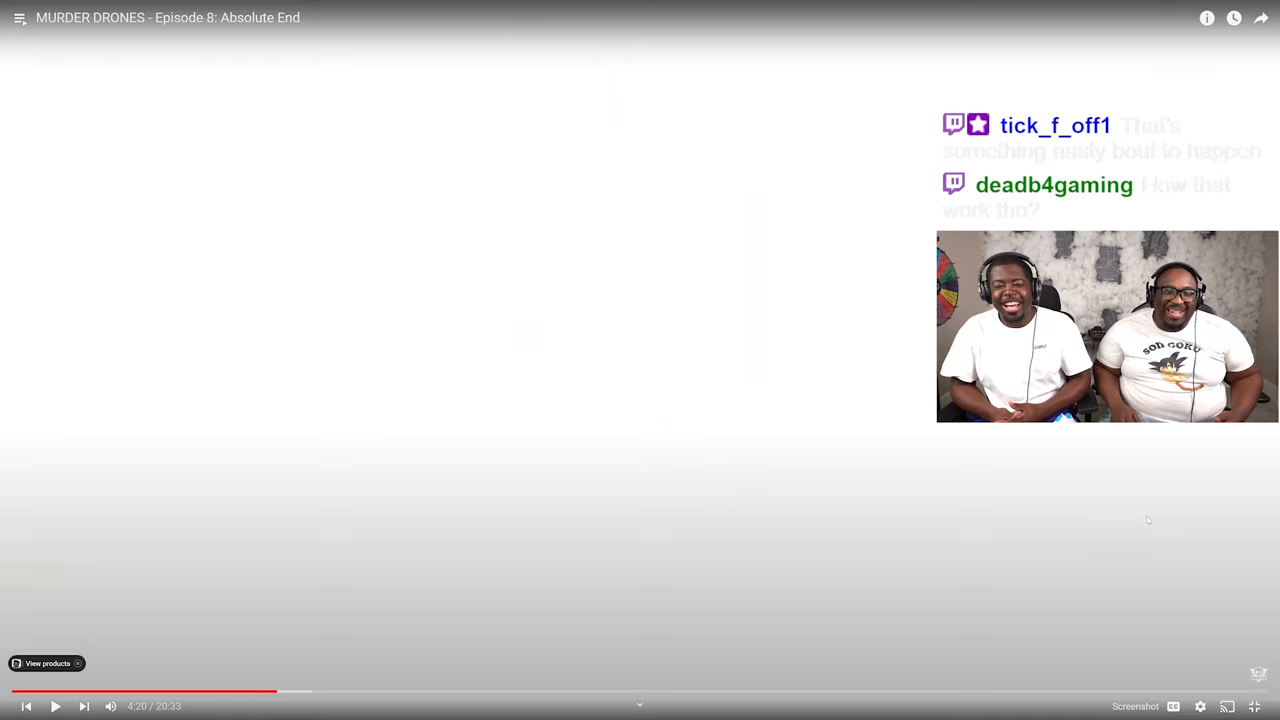 MURDER DRONES - Episode 8: Absolute End
tick_f_off1 That's
something nasty bout to happen
deadb4gaming How that
work tho?
SON GOKU
View products
4:20 / 20:33
Screenshot
CC